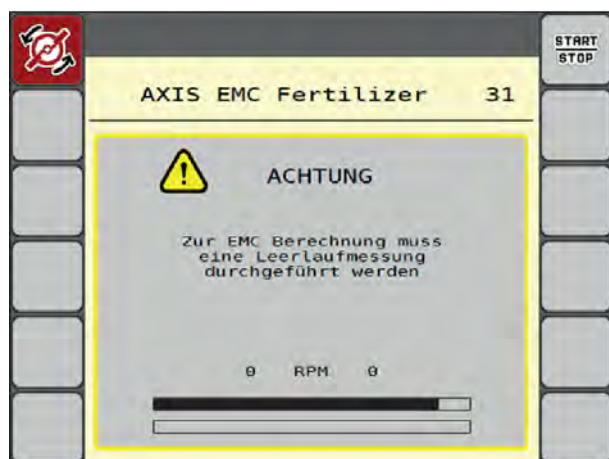 START
STOP
AXIS EMC Fertilizer 31
ACHTUNG
Zur EMC Berechnung muss
eine Leerlaufmessung
durchgeführt werden
0 RPM 0